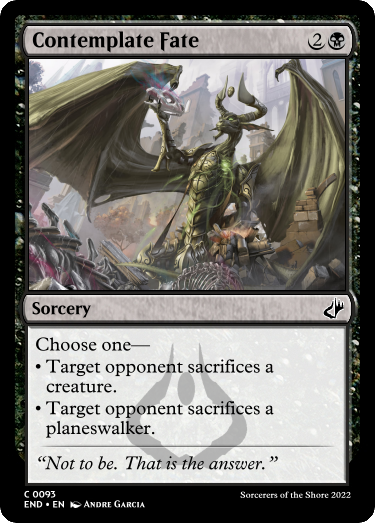 Contemplate Fate 2
Sorcery
Choose one—
• Target opponent sacrifices a
creature.
• Target opponent sacrifices a
planeswalker.
“Not to be. That is the answer.”
C 0093
END • EN Andre Garcia
Sorcerers of the Shore 2022